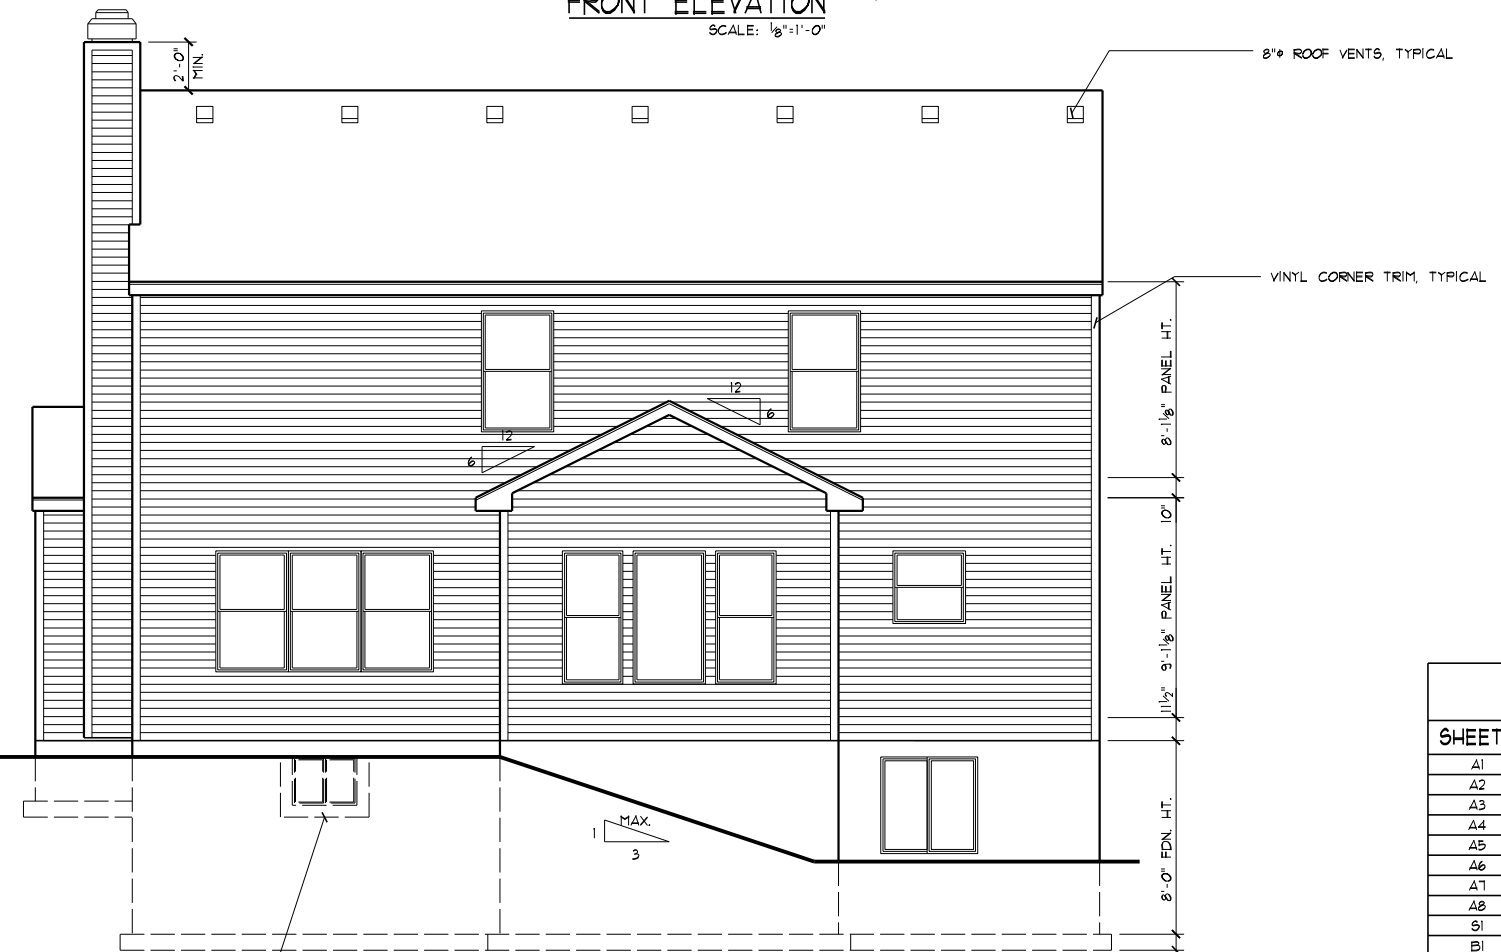 FRONT ELEVATION
SCALE: 1/8"=1'-0"
2'-0"
MIN.
8"ø ROOF VENTS, TYPICAL
VINYL CORNER TRIM, TYPICAL
8'-1 1/8" PANEL HT.
12
6
12
6
10"
9'-1 1/8" PANEL HT.
11 1/2"
SHEET
A1
A2
A3
A4
A5
A6
A7
A8
S1
B1
MAX.
1
3
8'-0" FDN. HT.